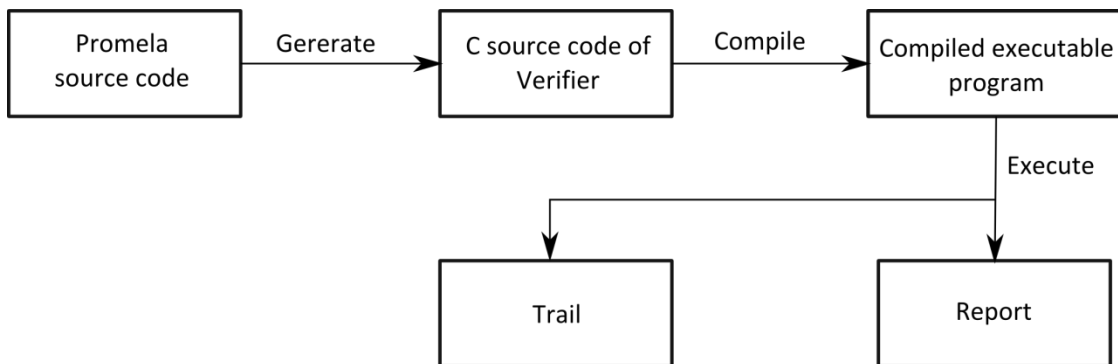 Promela
source code
Gererate
C source code of
Verifier
Compile
Compiled executable
program
Execute
Trail
Report